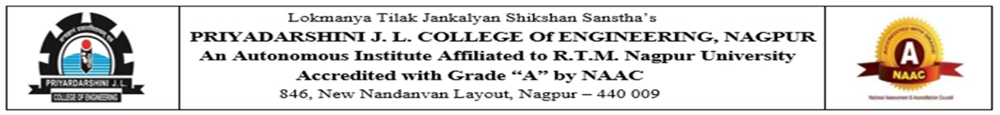 PRIYARDARSHINI J.L.
COLLEGE OF ENGINEERING
Lokmanya Tilak Jankalyan Shikshan Sanstha's
PRIYADARSHINI J. L. COLLEGE Of ENGINEERING, NAGPUR
An Autonomous Institute Affiliated to R.T.M. Nagpur University
Accredited with Grade “A” by NAAC
846, New Nandanvan Layout, Nagpur – 440 009
ACCREDITED WITH GRADE
A
NAAC
National Assessment & Accreditation Council